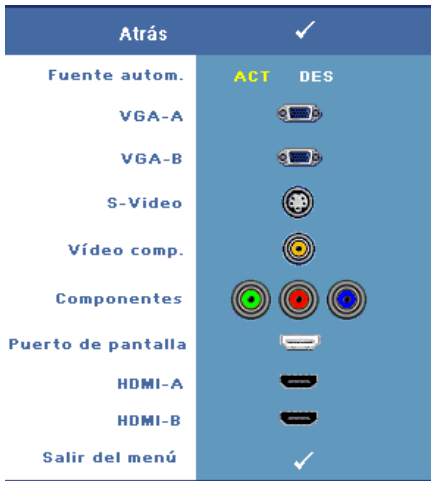 Atrás
Fuente autom. ACT DES
VGA-A
VGA-B
S-Video
Vídeo comp.
Componentes
Puerto de pantalla
HDMI-A
HDMI-B
Salir del menú